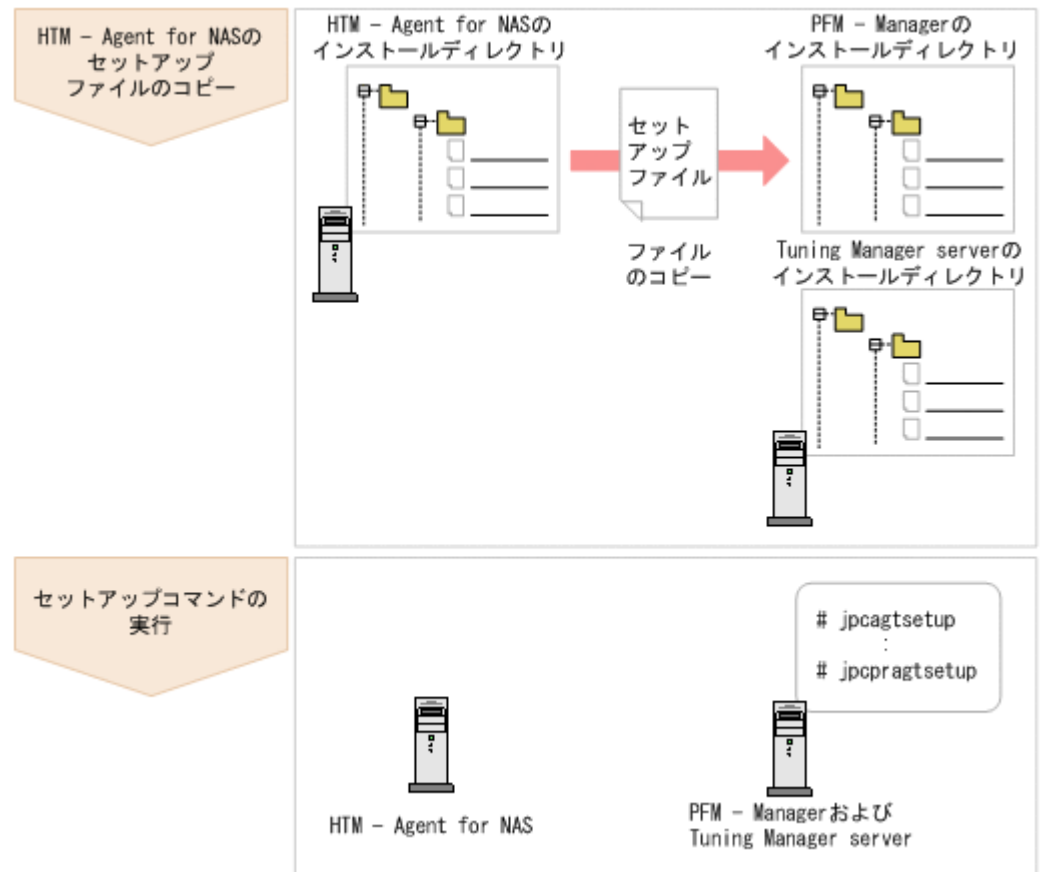 HTM - Agent for NASの
セットアップ
ファイルのコピー
HTM - Agent for NASの
インストールディレクトリ
セット
アップ
ファイル
ファイル
のコピー
PFM - Managerの
インストールディレクトリ
Tuning Manager serverの
インストールディレクトリ
セットアップコマンドの
実行
# jpcagtsetup
:
# jpcpragtsetup
HTM - Agent for NAS
PFM - Managerおよび
Tuning Manager server